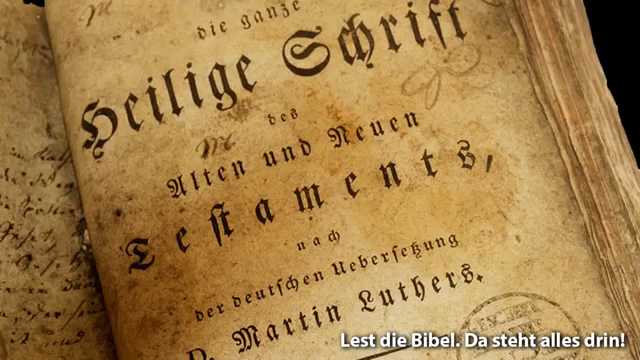 die ganze
Heilige Schrift
des
Alten und Neuen
Testaments,
nach
der deutschen Uebersetzung
D. Martin Luthers.
Lest die Bibel. Da steht alles drin!